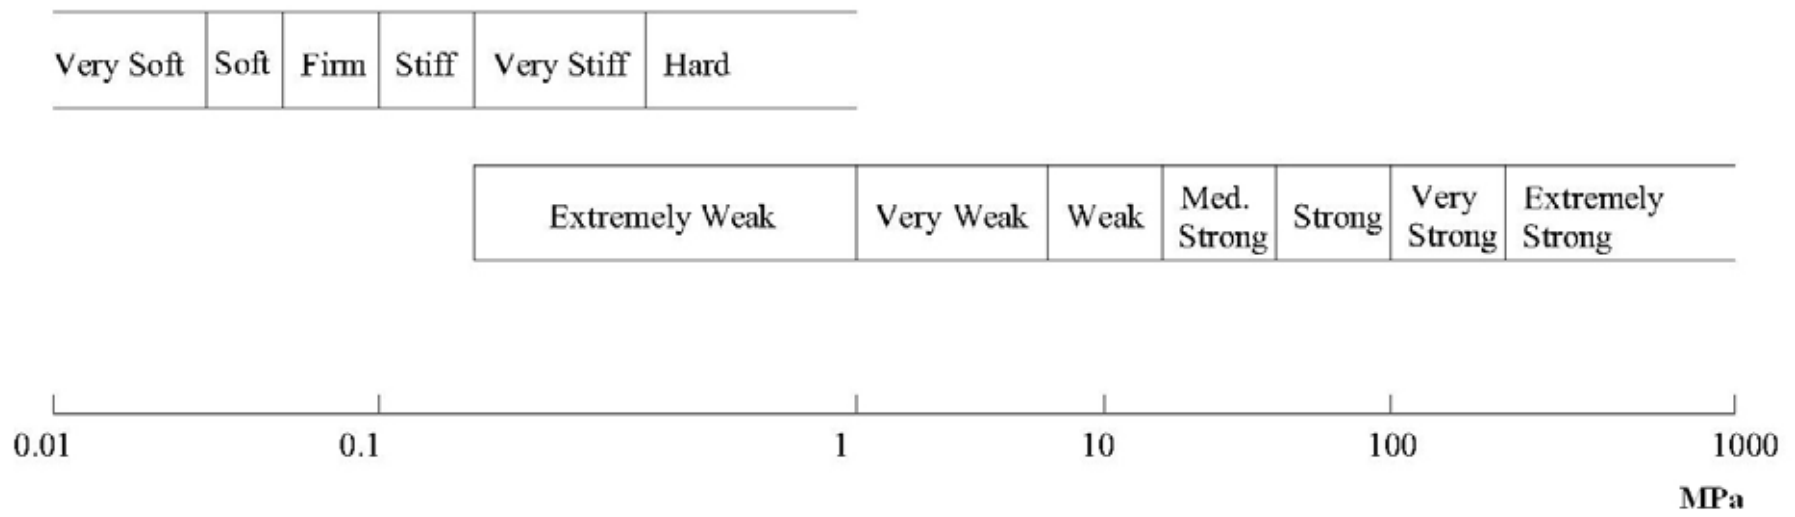 Very Soft Soft Firm Stiff Very Stiff Hard
Extremely Weak Very Weak Weak Med. Strong Strong Very Strong Extremely Strong
0.01 0.1 1 10 100 1000
MPa